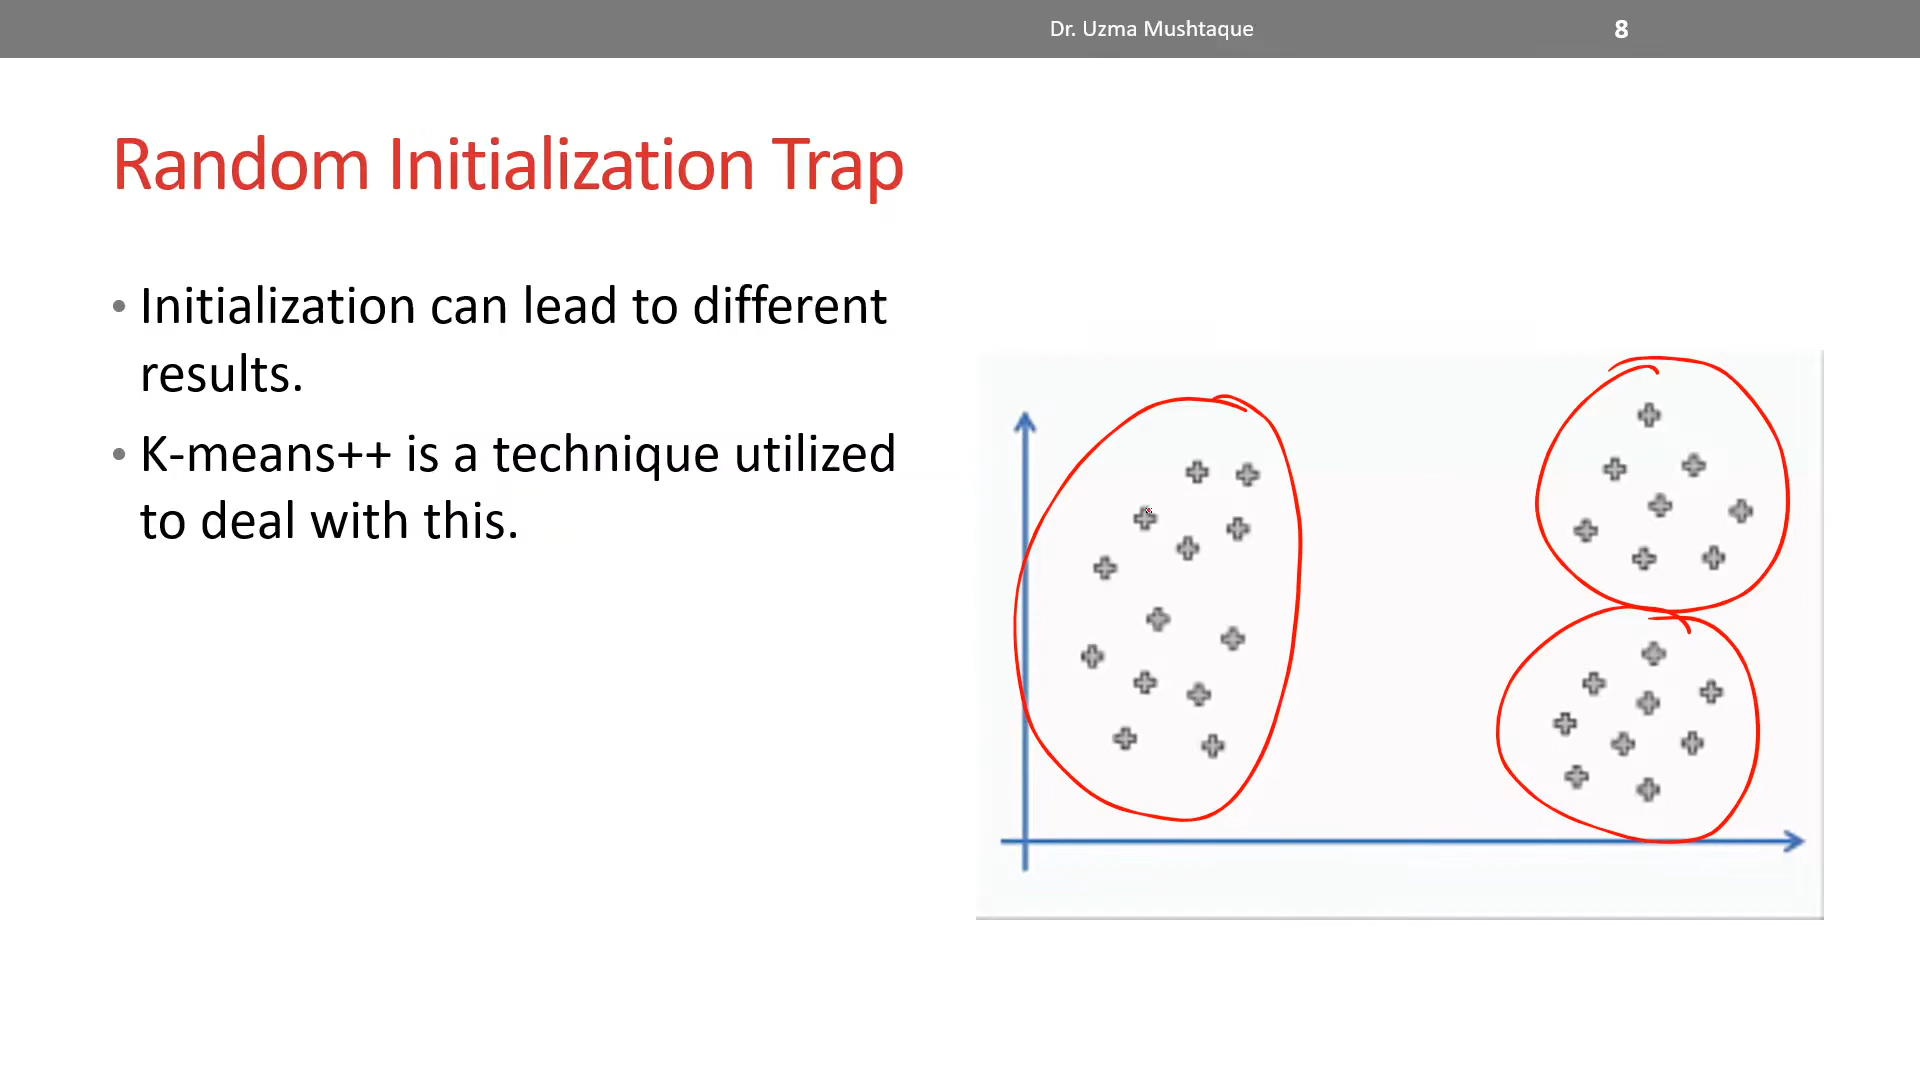 Dr. Uzma Mushtaque
8
Random Initialization Trap
• Initialization can lead to different
results.
• K-means++ is a technique utilized
to deal with this.